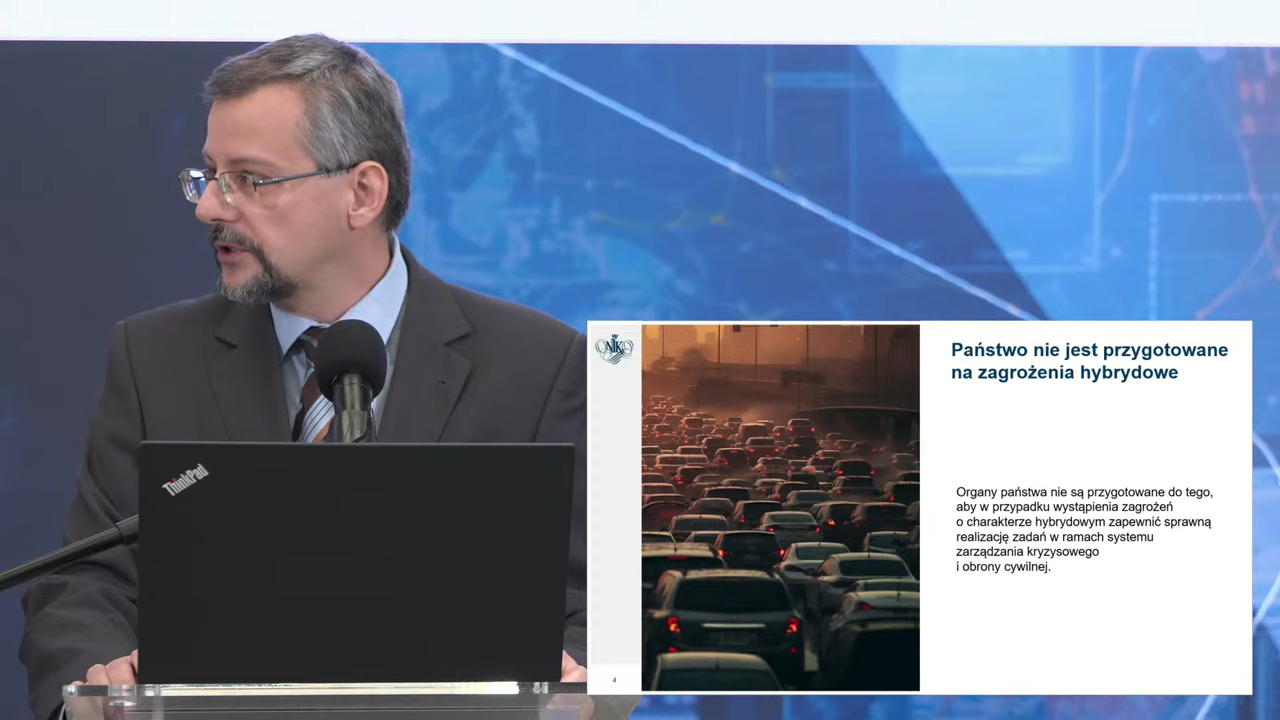 ThinkPad
NIK
Państwo nie jest przygotowane
na zagrożenia hybrydowe
Organy państwa nie są przygotowane do tego,
aby w przypadku wystąpienia zagrożeń
o charakterze hybrydowym zapewnić sprawną
realizację zadań w ramach systemu
zarządzania kryzysowego
i obrony cywilnej.
4